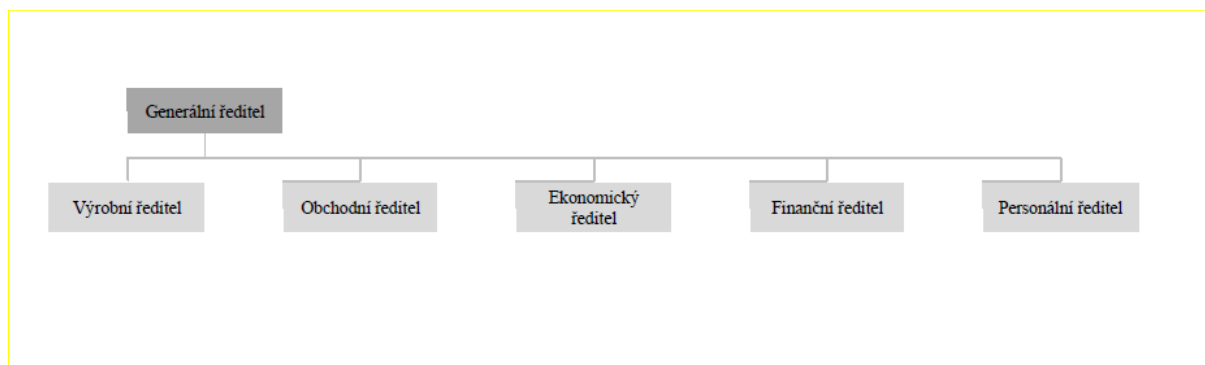 Generální ředitel
Výrobní ředitel
Obchodní ředitel
Ekonomický
ředitel
Finanční ředitel
Personální ředitel